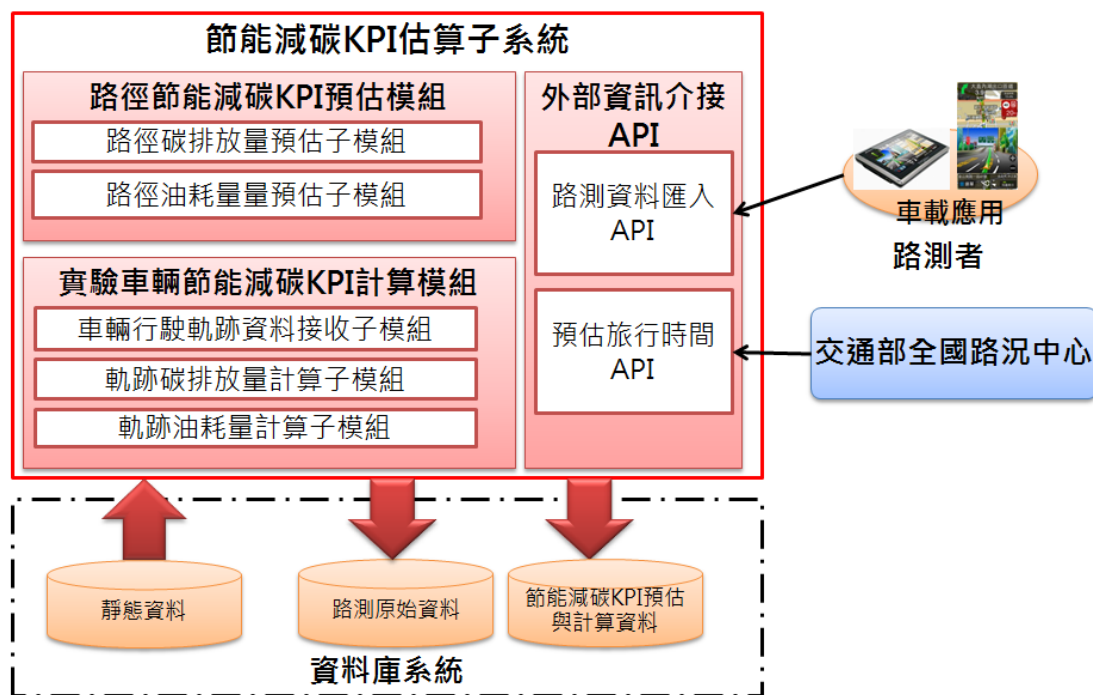 節能減碳KPI估算子系統
路徑節能減碳KPI預估模組
路徑碳排放量預估子模組
路徑油耗量量預估子模組
實驗車輛節能減碳KPI計算模組
車輛行駛軌跡資料接收子模組
軌跡碳排放量計算子模組
軌跡油耗量計算子模組
外部資訊介接
API
路測資料匯入
API
預估旅行時間
API
車載應用
路測者
交通部全國路況中心
靜態資料
路測原始資料
節能減碳KPI預估
與計算資料
資料庫系統